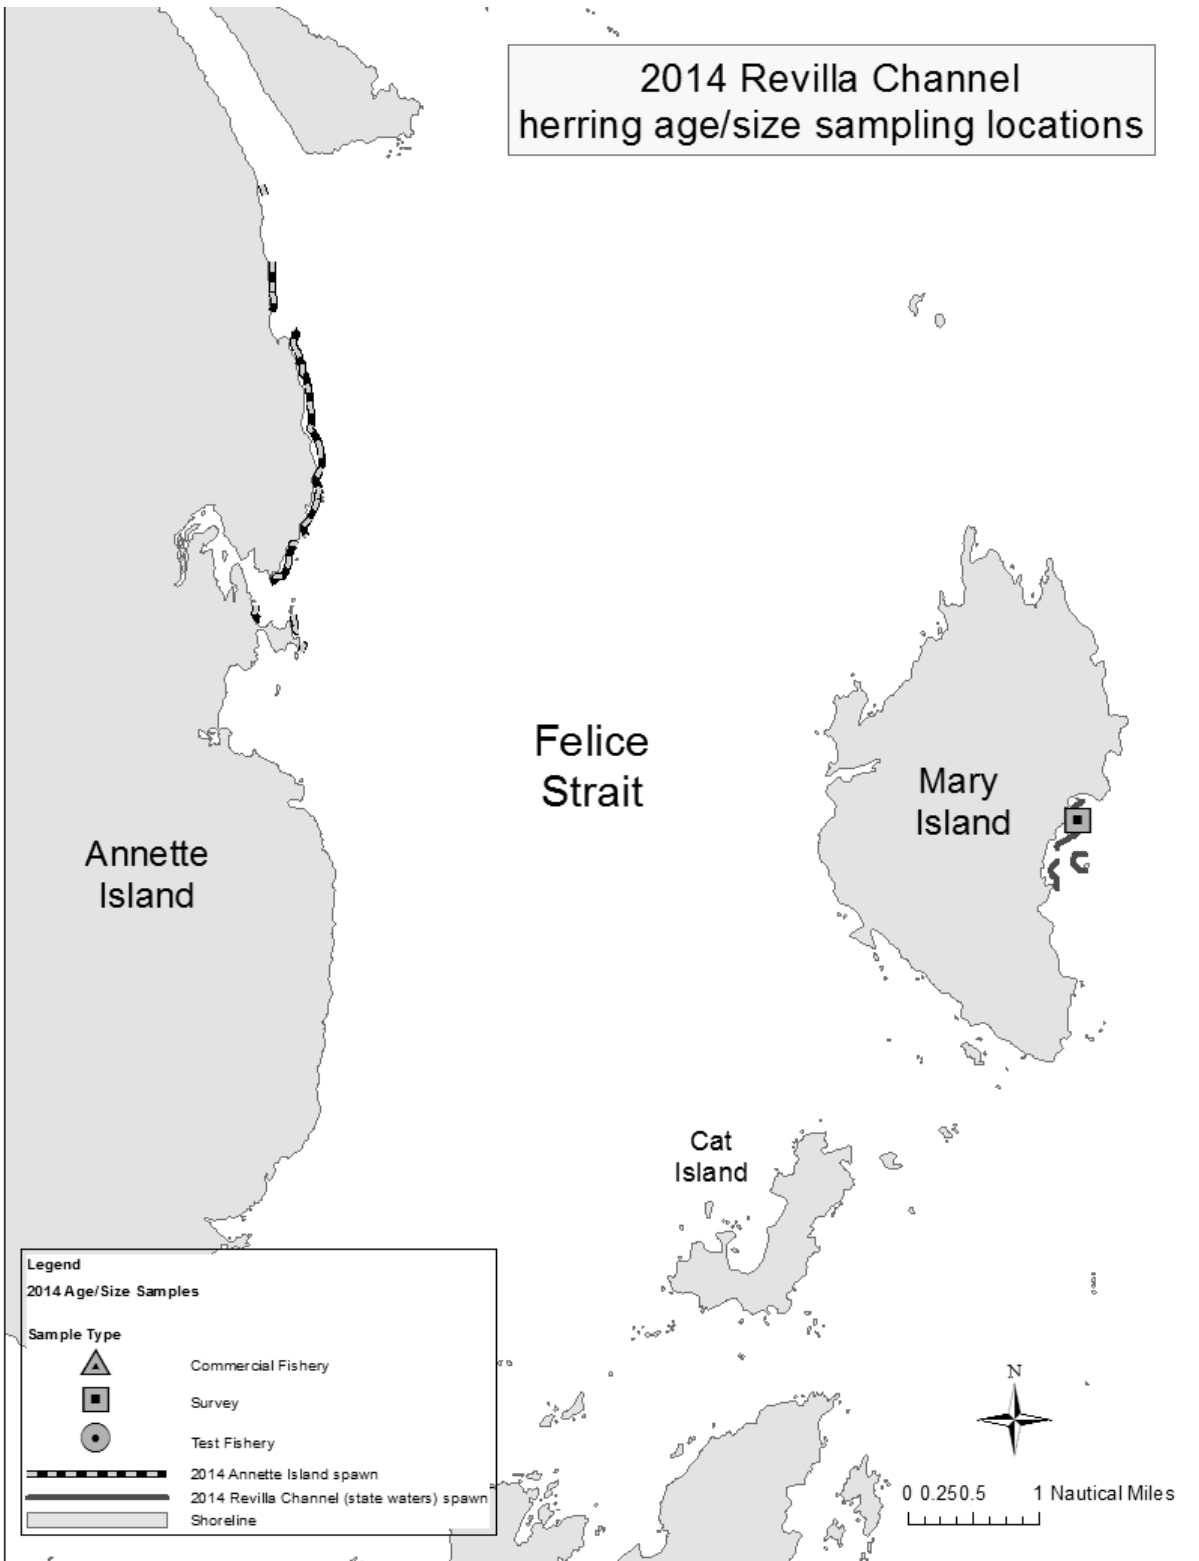 2014 Revilla Channel
herring age/size sampling locations
Felice
Strait
Mary
Island
Annette
Island
Cat
Island
Legend
2014 Age/Size Samples
Sample Type
Commercial Fishery
Survey
Test Fishery
2014 Annette Island spawn
2014 Revilla Channel (state waters) spawn
Shoreline
N
0 0.25 0.5 1 Nautical Miles